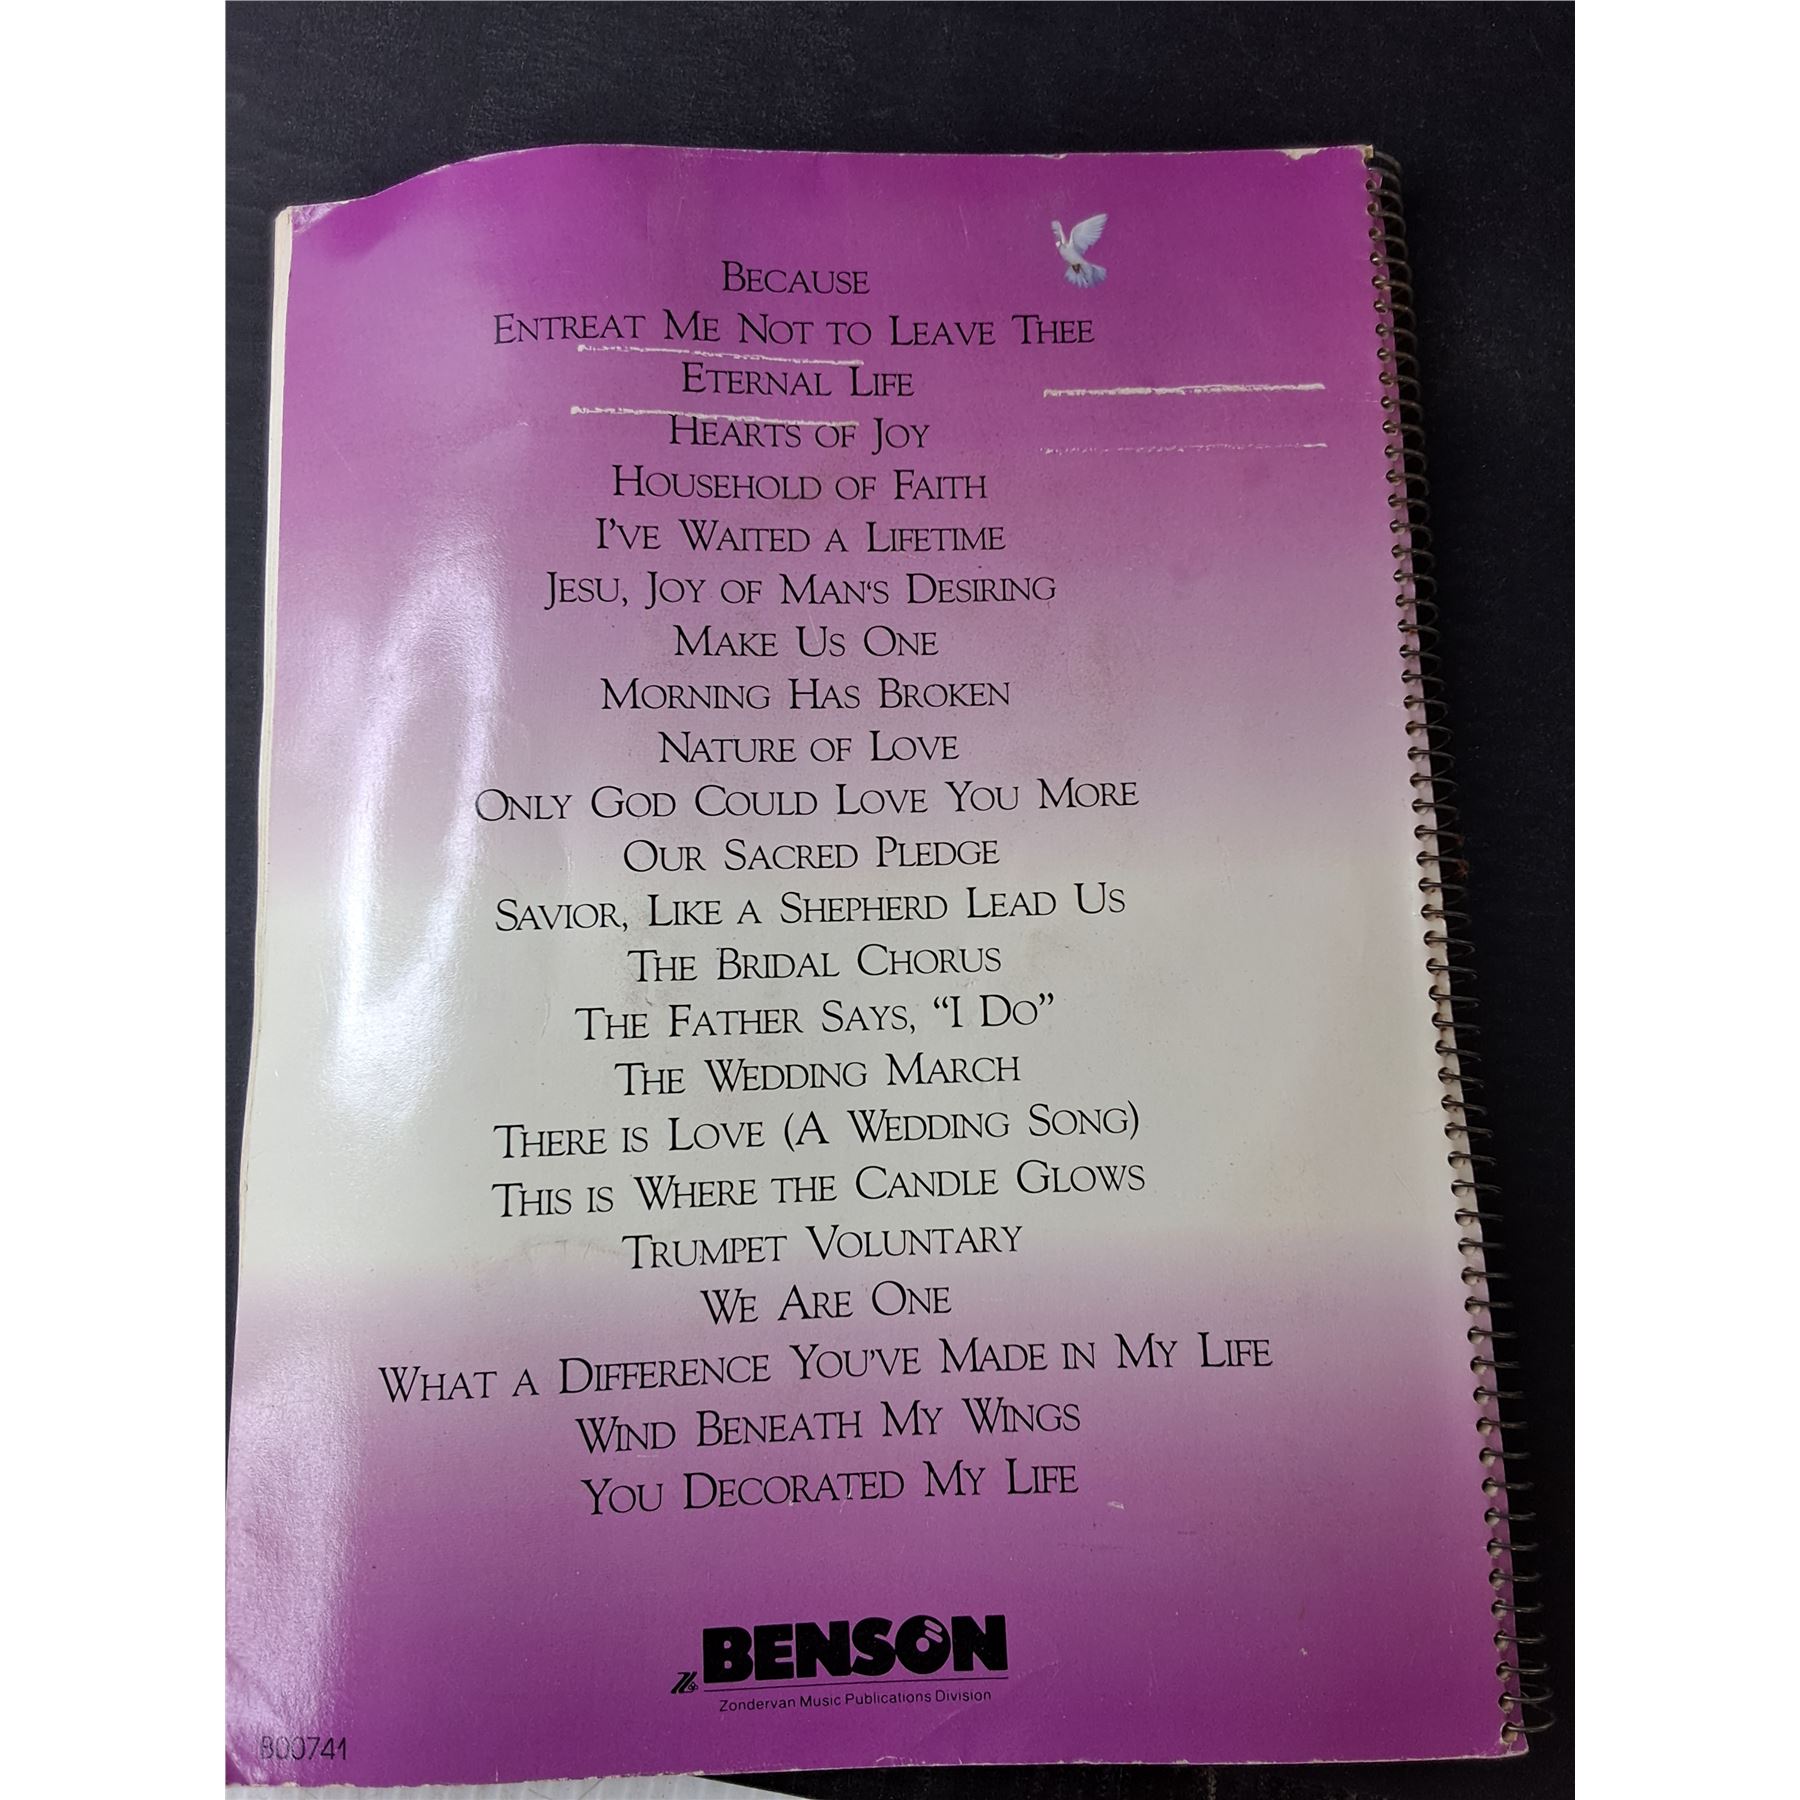 BECAUSE
ENTREAT ME NOT TO LEAVE THEE
ETERNAL LIFE
HEARTS OF JOY
HOUSEHOLD OF FAITH
I'VE WAITED A LIFETIME
JESU, JOY OF MAN'S DESIRING
MAKE US ONE
MORNING HAS BROKEN
NATURE OF LOVE
ONLY GOD COULD LOVE YOU MORE
OUR SACRED PLEDGE
SAVIOR, LIKE A SHEPHERD LEAD US
THE BRIDAL CHORUS
THE FATHER SAYS, “I DO”
THE WEDDING MARCH
THERE IS LOVE (A WEDDING SONG)
THIS IS WHERE THE CANDLE GLOWS
TRUMPET VOLUNTARY
WE ARE ONE
WHAT A DIFFERENCE YOU'VE MADE IN MY LIFE
WIND BENEATH MY WINGS
YOU DECORATED MY LIFE
BENSON
Zondervan Music Publications Division
B00741